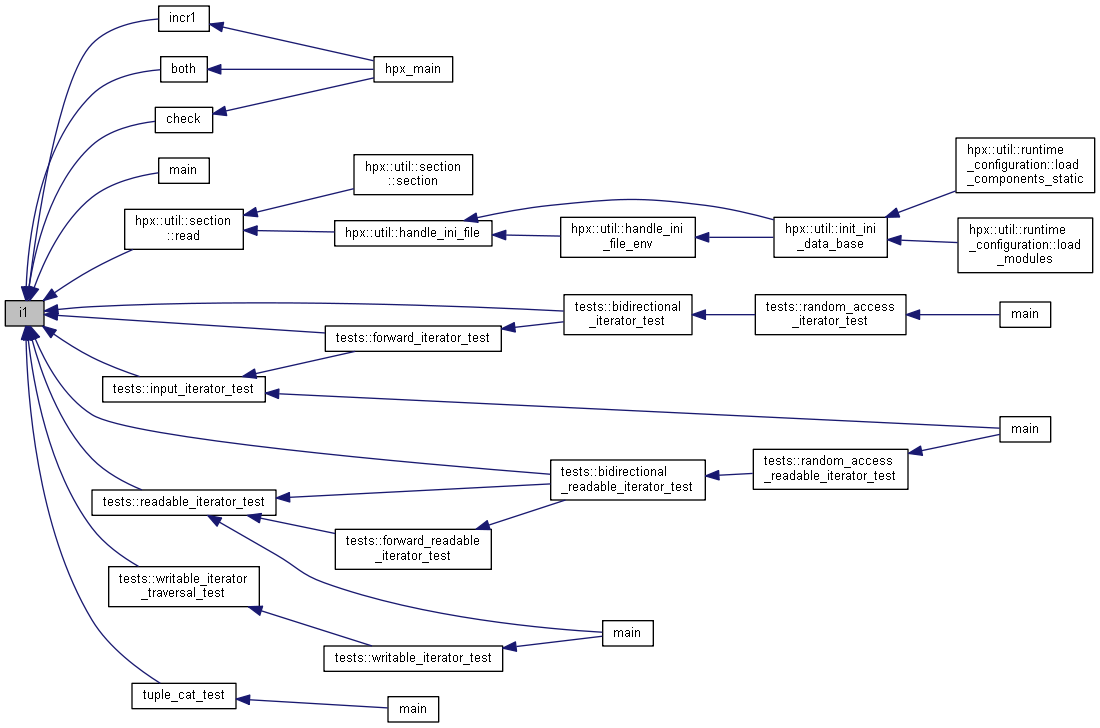 incr1
both
hpx_main
check
main
hpx::util::section
::section
hpx::util::runtime
_configuration::load
_components_static
hpx::util::section
::read
hpx::util::handle_ini_file
hpx::util::handle_ini
_file_env
hpx::util::init_ini
_data_base
hpx::util::runtime
_configuration::load
_modules
i1
tests::bidirectional
_iterator_test
tests::random_access
_iterator_test
main
tests::forward_iterator_test
tests::input_iterator_test
main
tests::bidirectional
_readable_iterator_test
tests::random_access
_readable_iterator_test
tests::readable_iterator_test
tests::forward_readable
_iterator_test
tests::writable_iterator
_traversal_test
main
tests::writable_iterator_test
tuple_cat_test
main